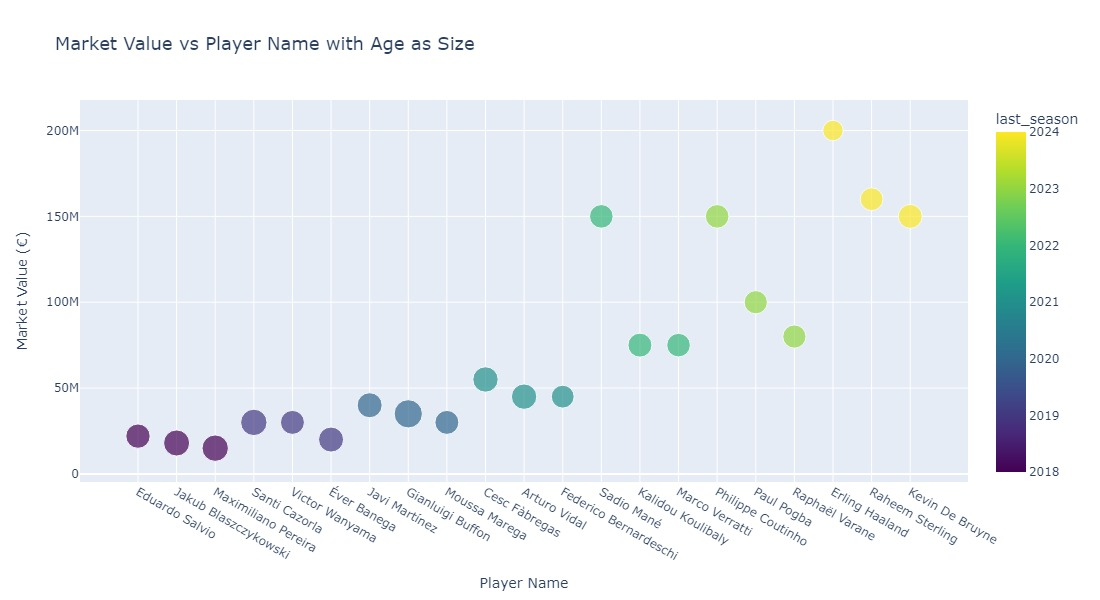 Market Value vs Player Name with Age as Size
last_season
2024
2023
2022
2021
2020
2019
2018
Market Value (€)
200M
150M
100M
50M
0
Eduardo Salvio
Jakub Blaszczykowski
Maximiliano Pereira
Santi Cazorla
Victor Wanyama
Éver Banega
Javi Martínez
Gianluigi Buffon
Moussa Marega
Cesc Fàbregas
Arturo Vidal
Federico Bernardeschi
Sadio Mané
Kalidou Koulibaly
Marco Verratti
Philippe Coutinho
Paul Pogba
Raphaël Varane
Erling Haaland
Raheem Sterling
Kevin De Bruyne
Player Name